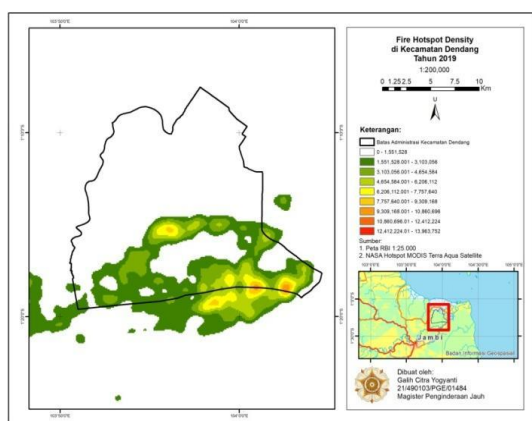 Fire Hotspot Density
di Kecamatan Dendang
Tahun 2019
1:200,000
0 1.25 2.5 5 7.5 10
Km
U
Keterangan:
Batas Administrasi Kecamatan Dendang
0 - 1,551,528
1,551,528.001 - 3,103,056
3,103,056.001 - 4,654,584
4,654,584.001 - 6,206,112
6,206,112.001 - 7,757,640
7,757,640.001 - 9,309,168
9,309,168.001 - 10,860,696
10,860,696.01 - 12,412,224
12,412,224.01 - 13,963,752
Sumber
1. Peta RBI 1:25.000
2. NASA Hotspot MODIS Terra Aqua Satellite
Jambi
Badan Informasi Geospasial
Dibuat oleh:
Galih Citra Yogyanti
21/490103/PGE/01484
Magister Penginderaan Jauh